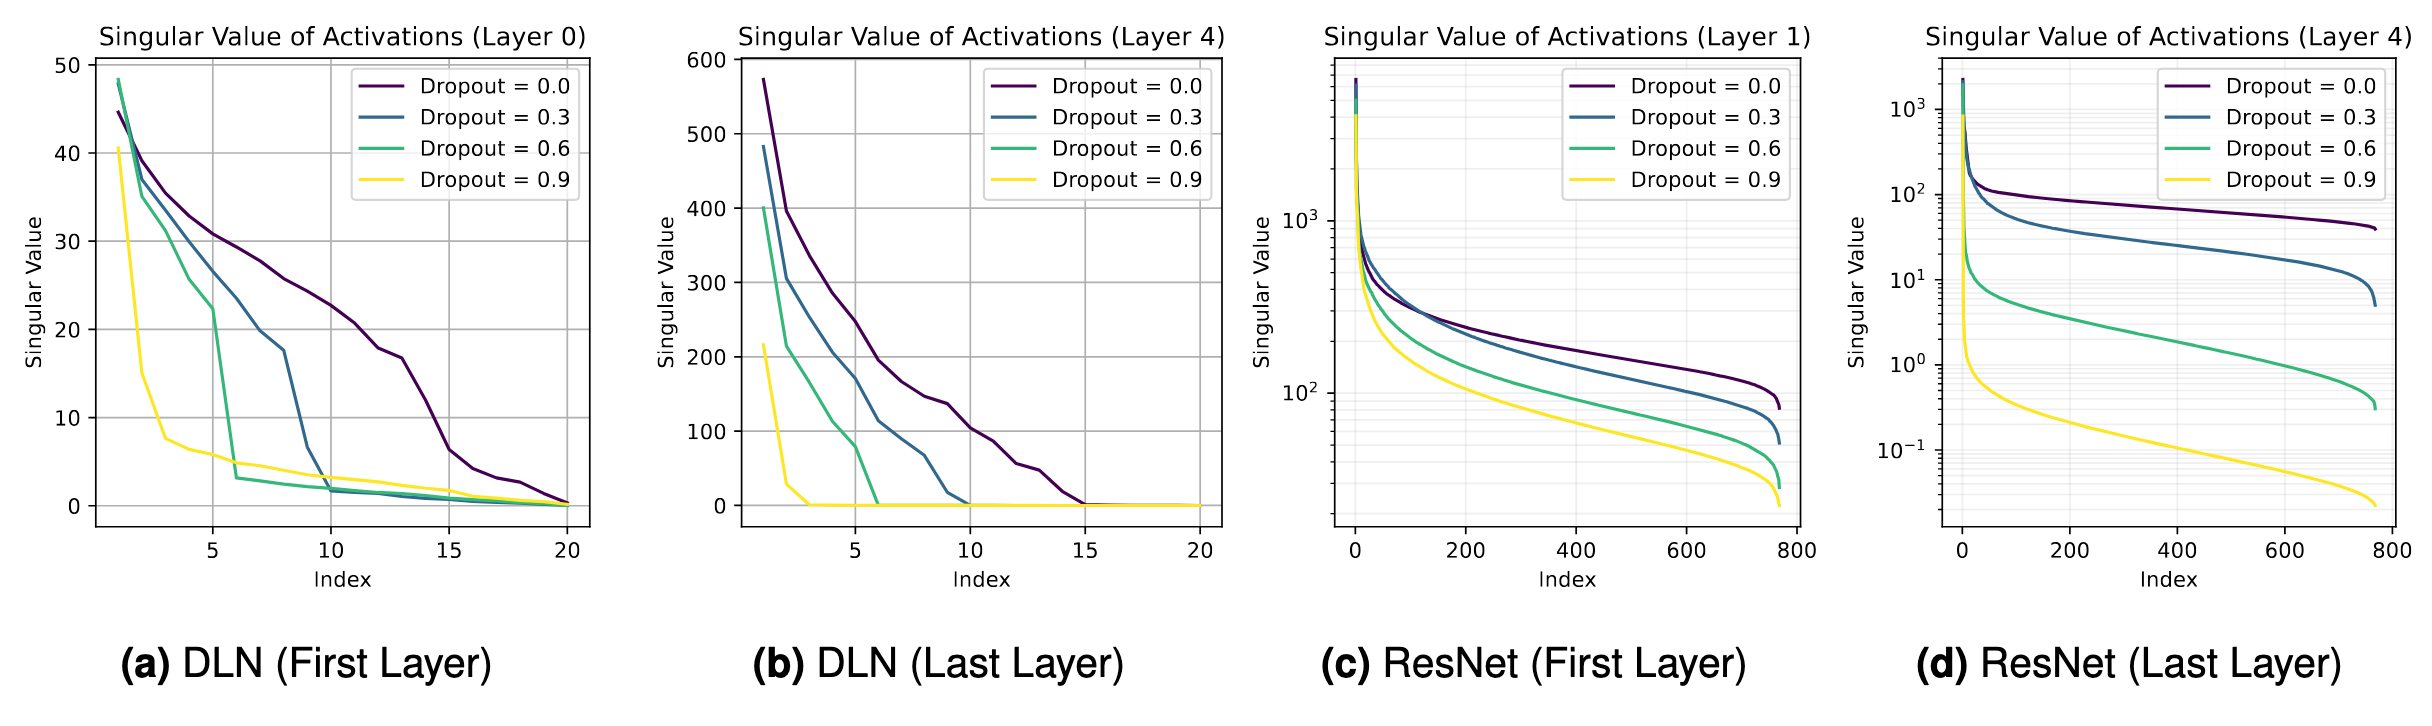 Singular Value of Activations (Layer 0)
Singular Value
50
40
30
20
10
0
5
10
15
20
Index
Dropout = 0.0
Dropout = 0.3
Dropout = 0.6
Dropout = 0.9
(a) DLN (First Layer)
Singular Value of Activations (Layer 4)
Singular Value
600
500
400
300
200
100
0
5
10
15
20
Index
Dropout = 0.0
Dropout = 0.3
Dropout = 0.6
Dropout = 0.9
(b) DLN (Last Layer)
Singular Value of Activations (Layer 1)
Singular Value
10³
10²
0
200
400
600
800
Index
Dropout = 0.0
Dropout = 0.3
Dropout = 0.6
Dropout = 0.9
(c) ResNet (First Layer)
Singular Value of Activations (Layer 4)
Singular Value
10³
10²
10¹
10⁰
10⁻¹
0
200
400
600
800
Index
Dropout = 0.0
Dropout = 0.3
Dropout = 0.6
Dropout = 0.9
(d) ResNet (Last Layer)